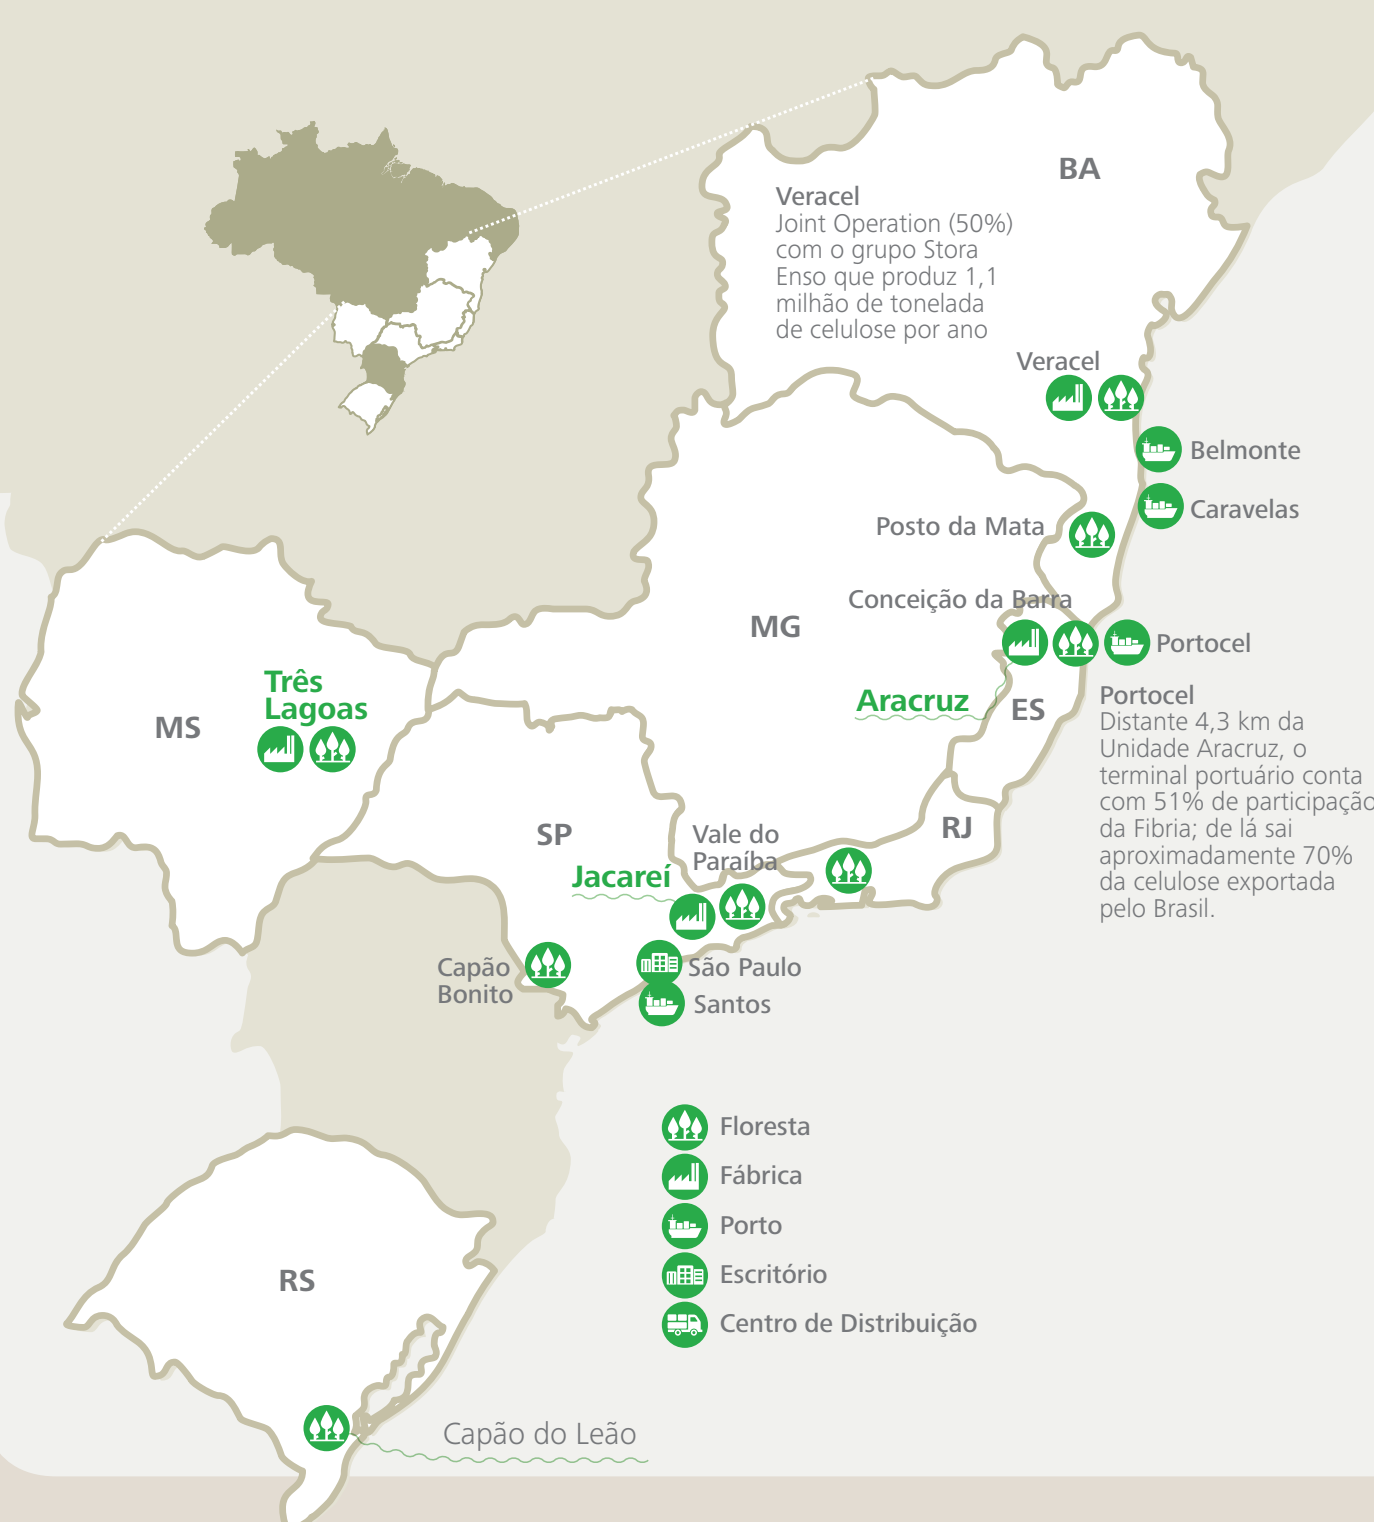 BA
Veracel
Joint Operation (50%)
com o grupo Stora
Enso que produz 1,1
milhão de tonelada
de celulose por ano
Veracel
Belmonte
Caravelas
Posto da Mata
Conceição da Barra
MG
Portocel
Aracruz
ES
Portocel
Distante 4,3 km da
Unidade Aracruz, o
terminal portuário conta
com 51% de participação
da Fibria; de lá sai
aproximadamente 70%
da celulose exportada
pelo Brasil.
Três
Lagoas
MS
SP
RJ
Vale do
Paraíba
Jacareí
Capão
Bonito
São Paulo
Santos
Floresta
Fábrica
Porto
Escritório
Centro de Distribuição
RS
Capão do Leão